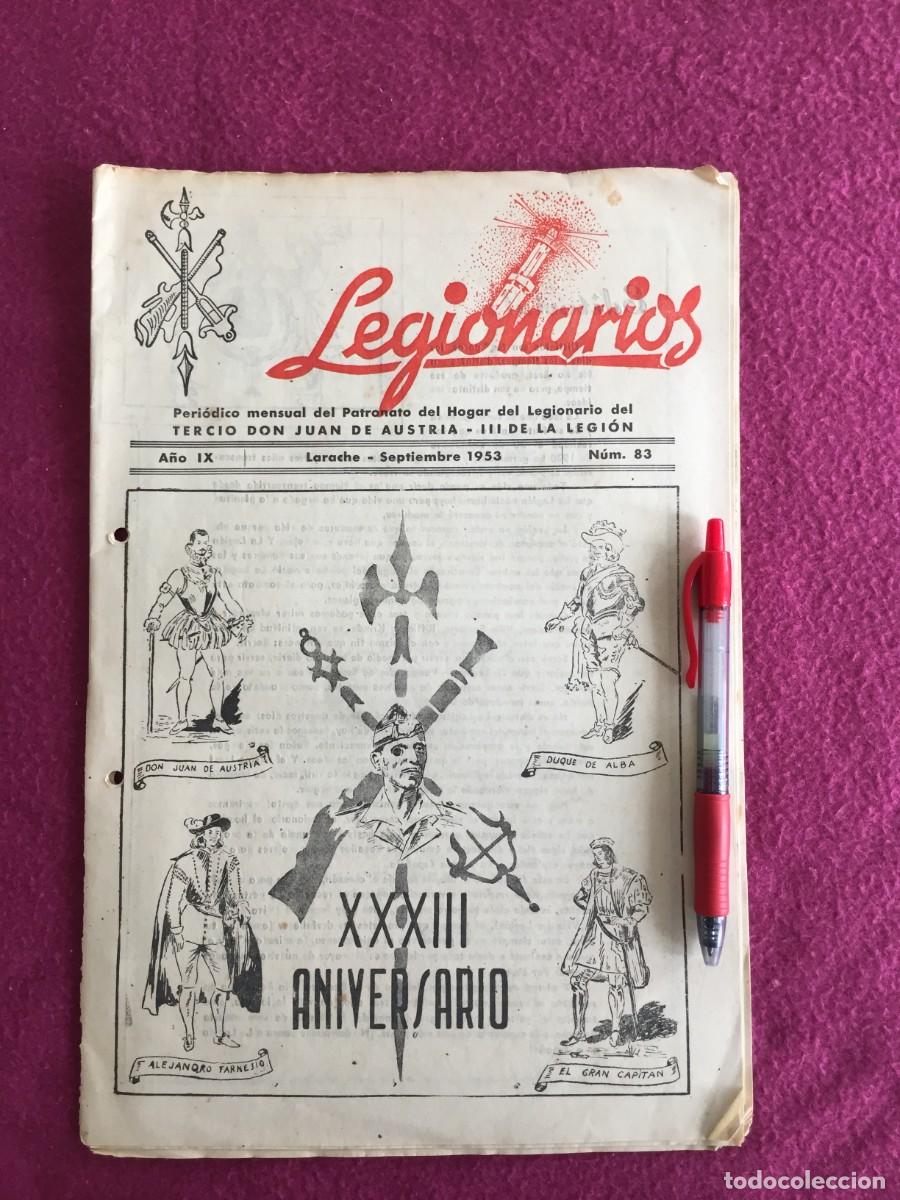 Legionarios
Periódico mensual del Patronato del Hogar del Legionario del
TERCIO DON JUAN DE AUSTRIA - III DE LA LEGIÓN
Año IX
Larache - Septiembre 1953
Núm. 83
DON JUAN DE AUSTRIA
DUQUE DE ALBA
XXXIII
ANIVERSARIO
ALEJANDRO FARNESIO
EL GRAN CAPITAN
todocoleccion